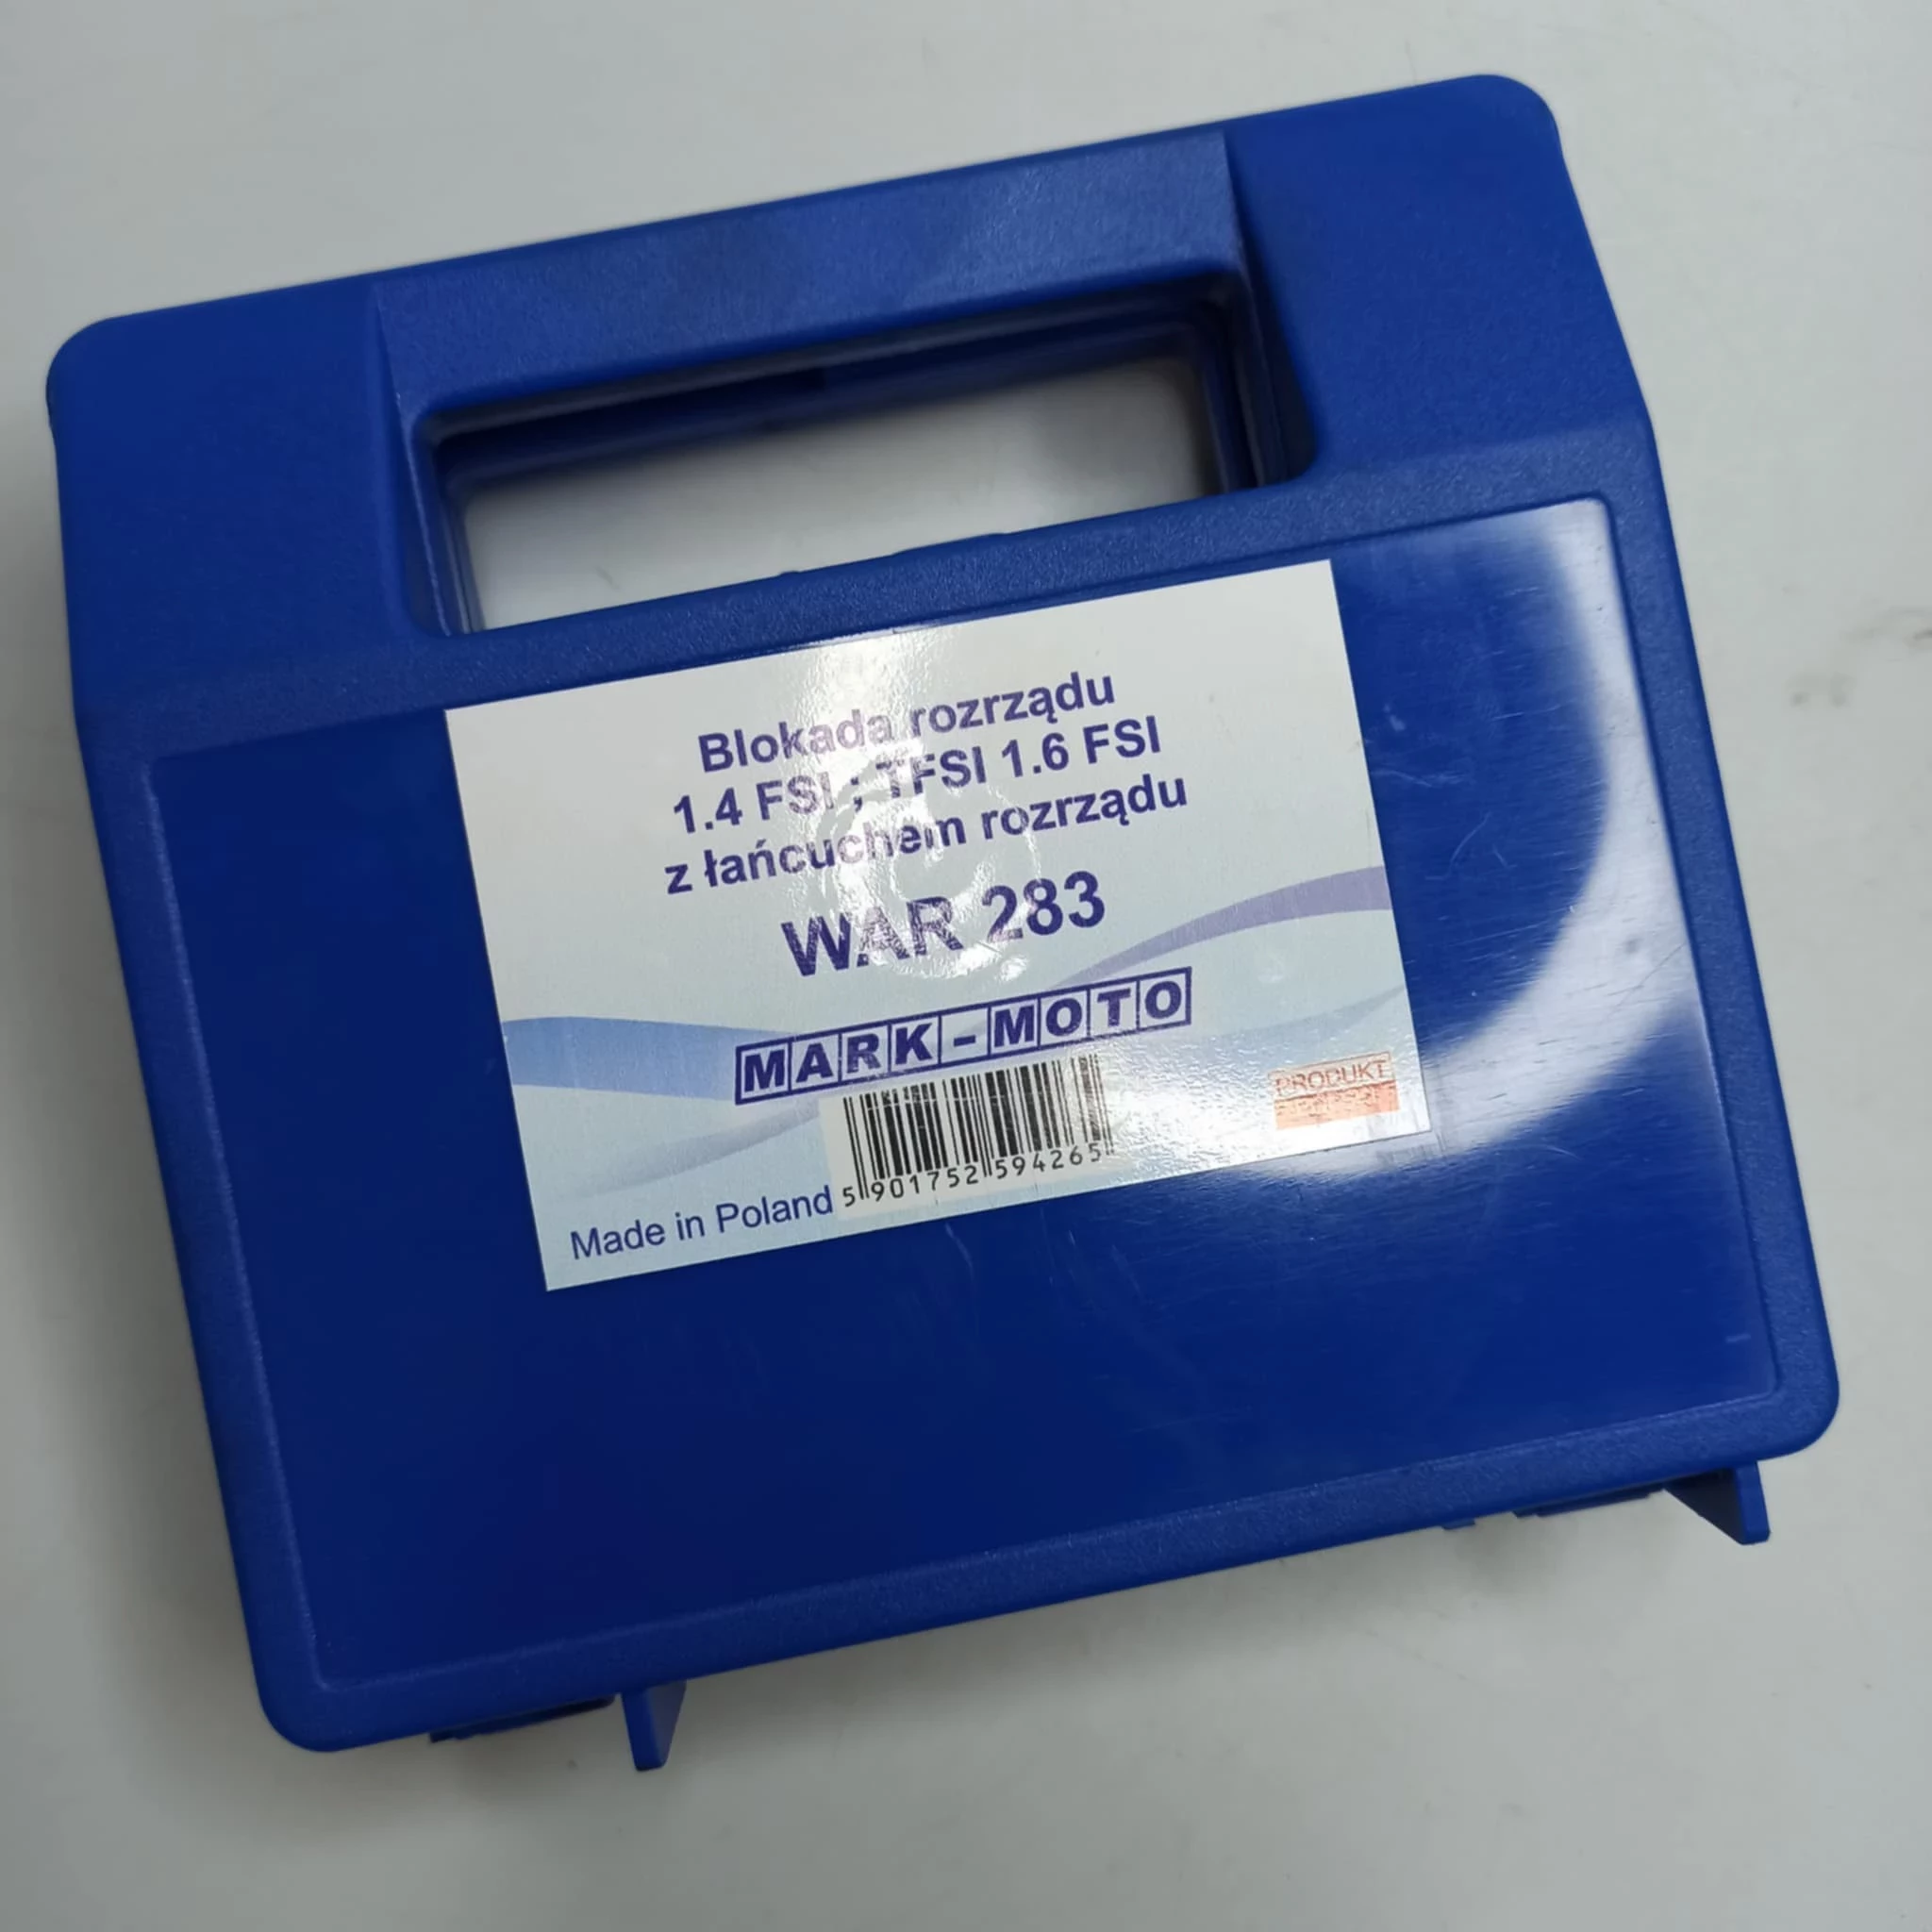 Blokada rozrządu
1.4 FSI ; TFSI 1.6 FSI
z łańcuchem rozrządu
WAR 283
MARK-MOTO
PRODUKT
5901752594265
Made in Poland